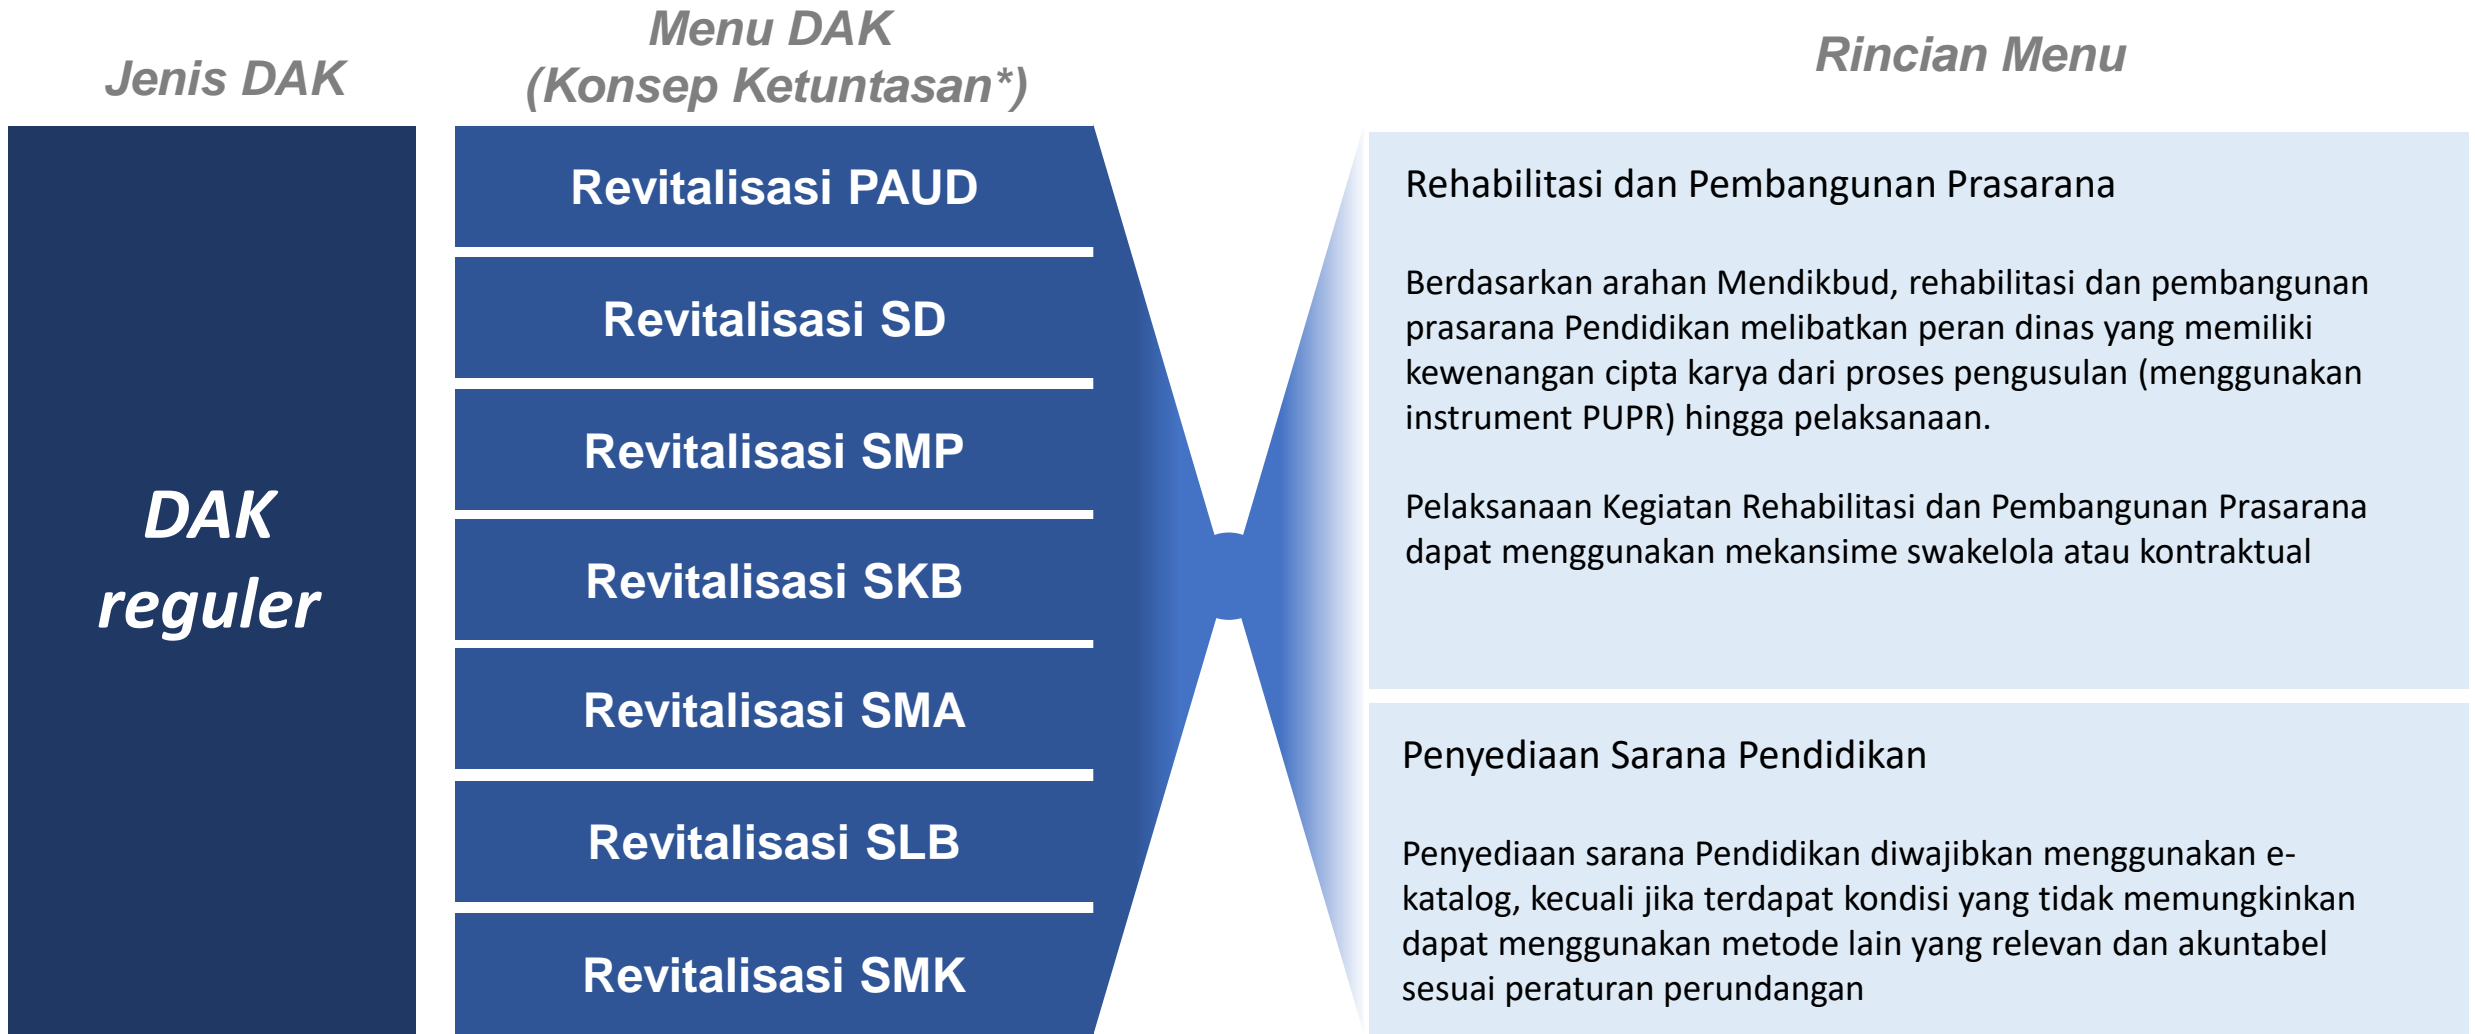 Jenis DAK
Menu DAK
(Konsep Ketuntasan*)
Rincian Menu
DAK
reguler
Revitalisasi PAUD
Revitalisasi SD
Revitalisasi SMP
Revitalisasi SKB
Revitalisasi SMA
Revitalisasi SLB
Revitalisasi SMK
Rehabilitasi dan Pembangunan Prasarana
Berdasarkan arahan Mendikbud, rehabilitasi dan pembangunan
prasarana Pendidikan melibatkan peran dinas yang memiliki
kewenangan cipta karya dari proses pengusulan (menggunakan
instrument PUPR) hingga pelaksanaan.
Pelaksanaan Kegiatan Rehabilitasi dan Pembangunan Prasarana
dapat menggunakan mekansime swakelola atau kontraktual
Penyediaan Sarana Pendidikan
Penyediaan sarana Pendidikan diwajibkan menggunakan e-
katalog, kecuali jika terdapat kondisi yang tidak memungkinkan
dapat menggunakan metode lain yang relevan dan akuntabel
sesuai peraturan perundangan